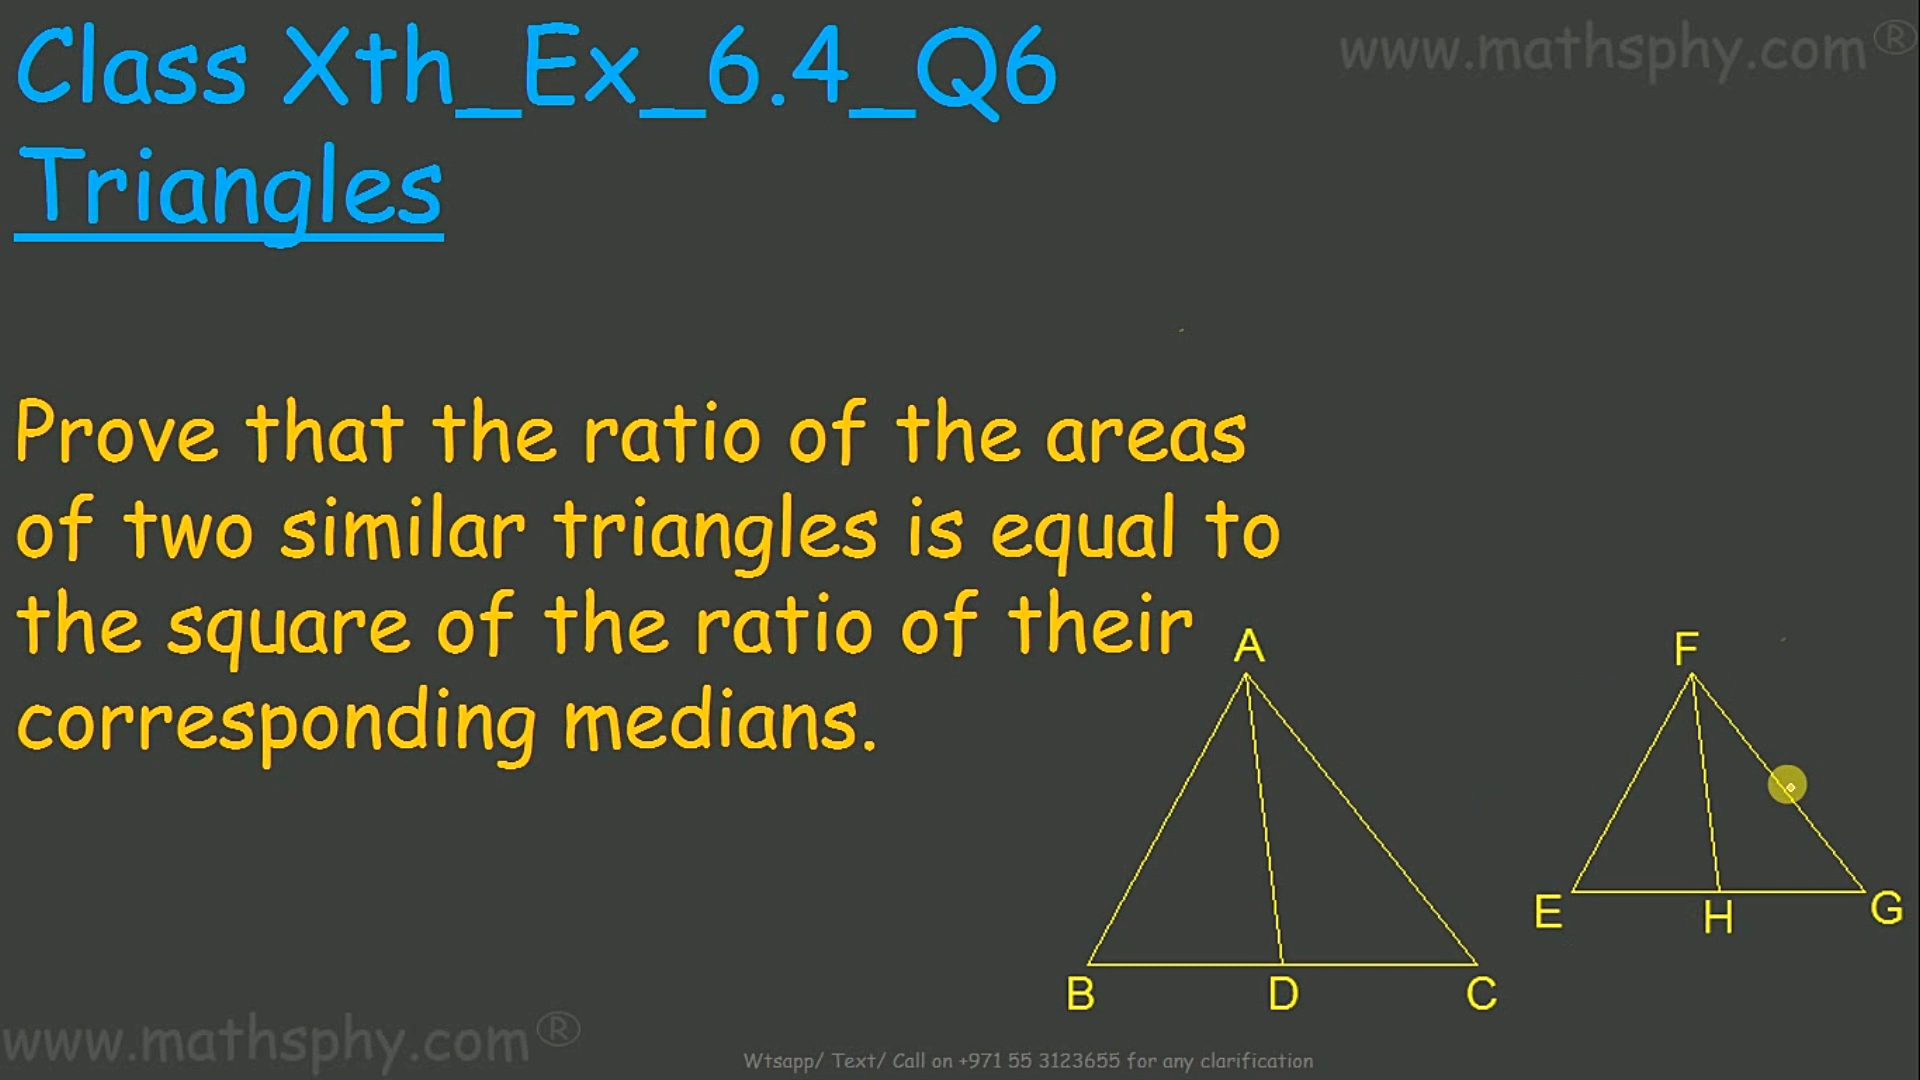 Class Xth_Ex_6.4_Q6
www.mathsphy.com®
Triangles
Prove that the ratio of the areas
of two similar triangles is equal to
the square of the ratio of their
corresponding medians.
A
F
E
H
G
B
D
C
www.mathsphy.com®
Wtsapp/ Text/ Call on +971 55 3123655 for any clarification